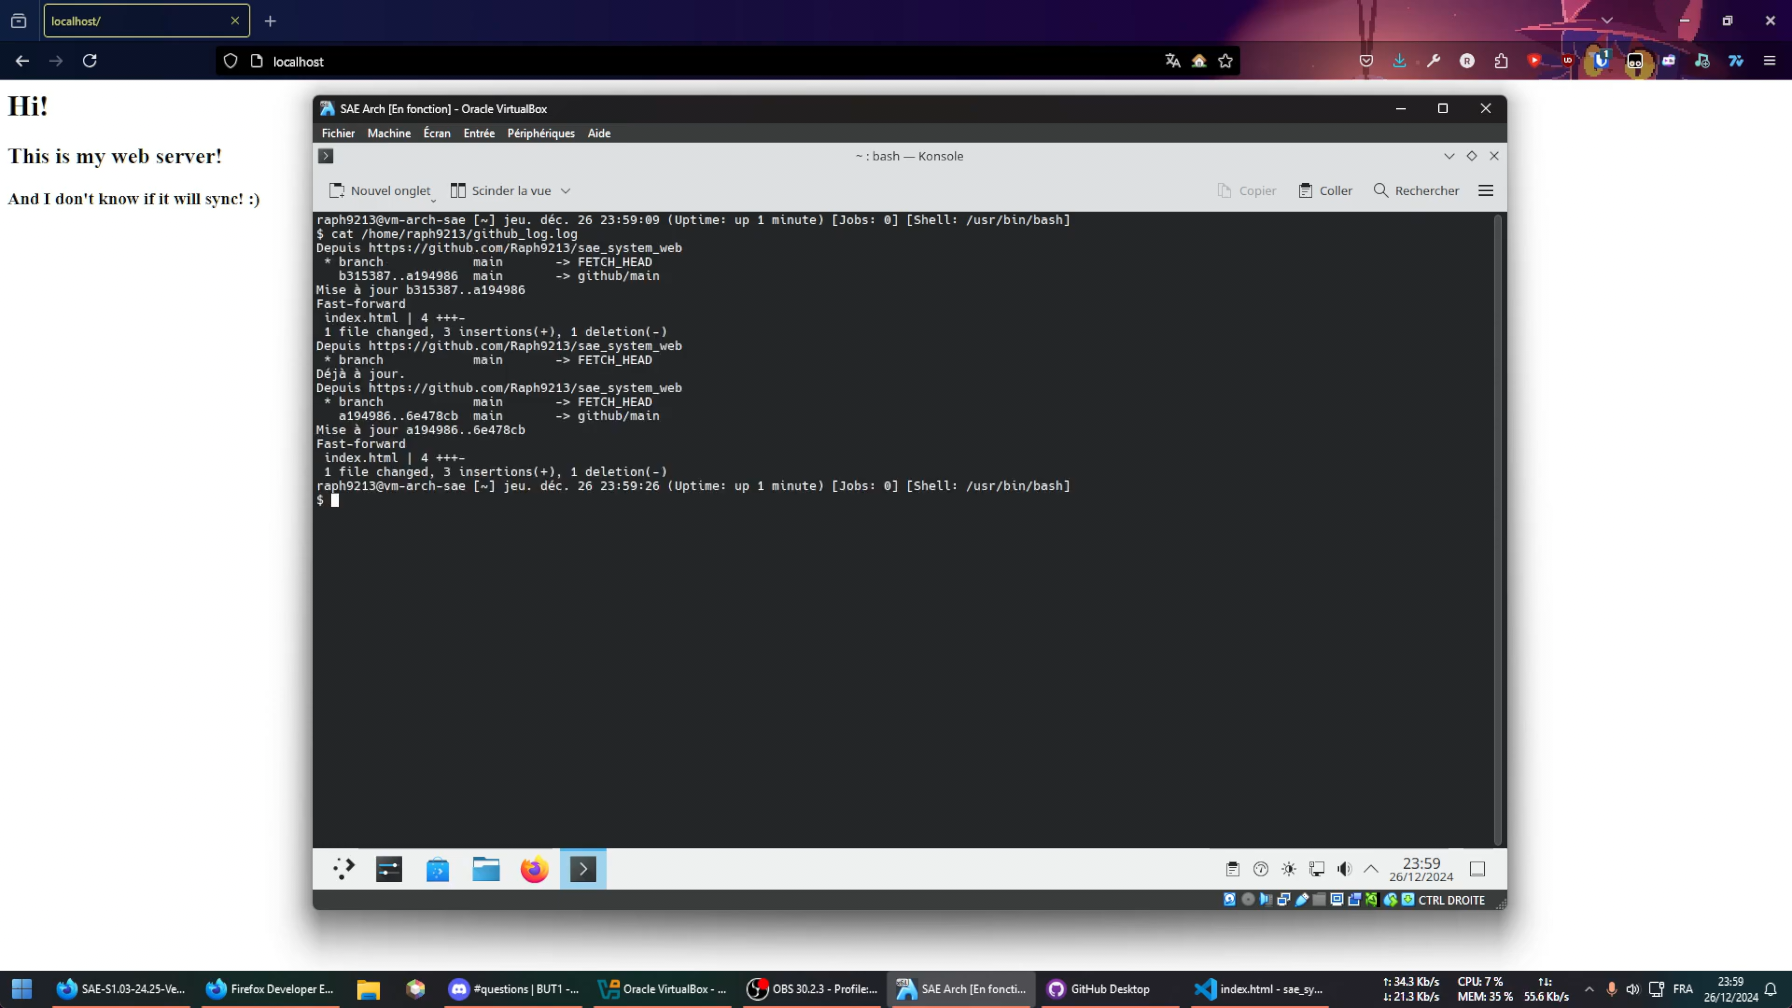 localhost/
localhost
Hi!
This is my web server!
And I don't know if it will sync! :)
SAE Arch [En fonction] - Oracle VirtualBox
Fichier Machine Écran Entrée Périphériques Aide
~ : bash — Konsole
Nouvel onglet Scinder la vue Copier Coller Rechercher
raph9213@vm-arch-sae [~] jeu. déc. 26 23:59:09 (Uptime: up 1 minute) [Jobs: 0] [Shell: /usr/bin/bash]
$ cat /home/raph9213/github_log.log
Depuis https://github.com/Raph9213/sae_system_web
* branch main -> FETCH_HEAD
b315387..a194986 main -> github/main
Mise à jour b315387..a194986
Fast-forward
index.html | 4 +++-
1 file changed, 3 insertions(+), 1 deletion(-)
Depuis https://github.com/Raph9213/sae_system_web
* branch main -> FETCH_HEAD
Déjà à jour.
Depuis https://github.com/Raph9213/sae_system_web
* branch main -> FETCH_HEAD
a194986..6e478cb main -> github/main
Mise à jour a194986..6e478cb
Fast-forward
index.html | 4 +++-
1 file changed, 3 insertions(+), 1 deletion(-)
raph9213@vm-arch-sae [~] jeu. déc. 26 23:59:26 (Uptime: up 1 minute) [Jobs: 0] [Shell: /usr/bin/bash]
$
23:59
26/12/2024
CTRL DROITE
SAE-S1.03-24.25-Ve... Firefox Developer E... #questions | BUT1 -... Oracle VirtualBox - ... OBS 30.2.3 - Profile:... SAE Arch [En foncti... GitHub Desktop index.html - sae_sy...
↑: 34.3 Kb/s CPU: 7 % ↑↓: FRA 23:59
↓: 21.3 Kb/s MEM: 35 % 55.6 Kb/s 26/12/2024